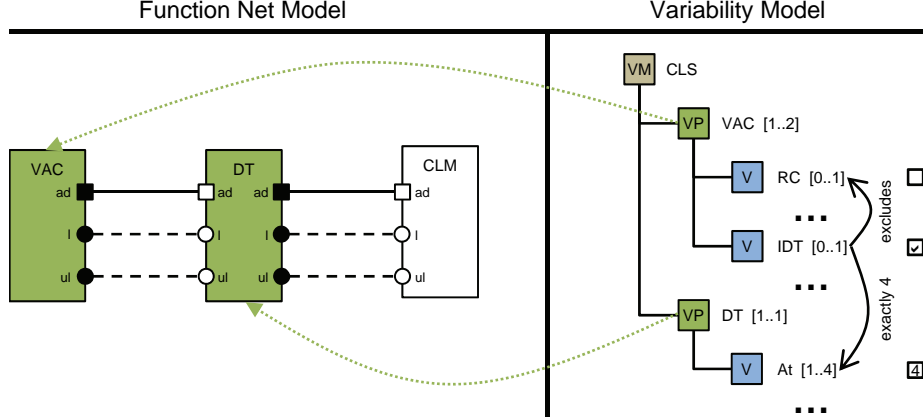 Function Net Model
Variability Model
VM CLS
VP VAC [1..2]
V RC [0..1]
...
V IDT [0..1]
...
VP DT [1..1]
V At [1..4]
...
excludes
exactly 4
4
VAC
ad
l
ul
DT
ad ad
l l
ul ul
CLM
ad
l
ul